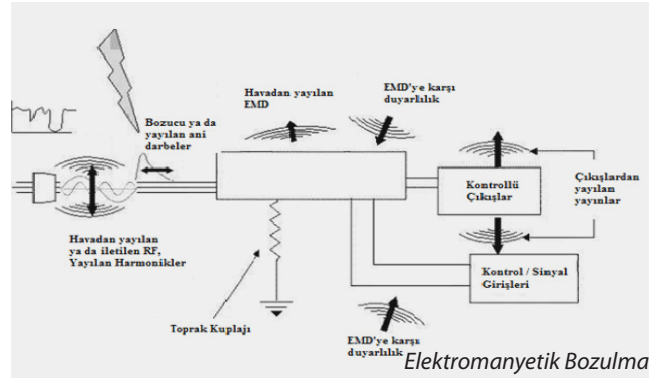 Havadan yayılan
EMD
EMD'ye karşı
duyarlılık
Bozucu ya da
yayılan ani
darbeler
Kontrollü
Çıkışlar
Çıkışlardan
yayılan
yayınlar
Havadan yayılan
ya da iletilen RF,
Yayılan Harmonikler
Kontrol / Sinyal
Girişleri
Toprak Kuplajı
EMD'ye karşı
duyarlılık
Elektromanyetik Bozulma